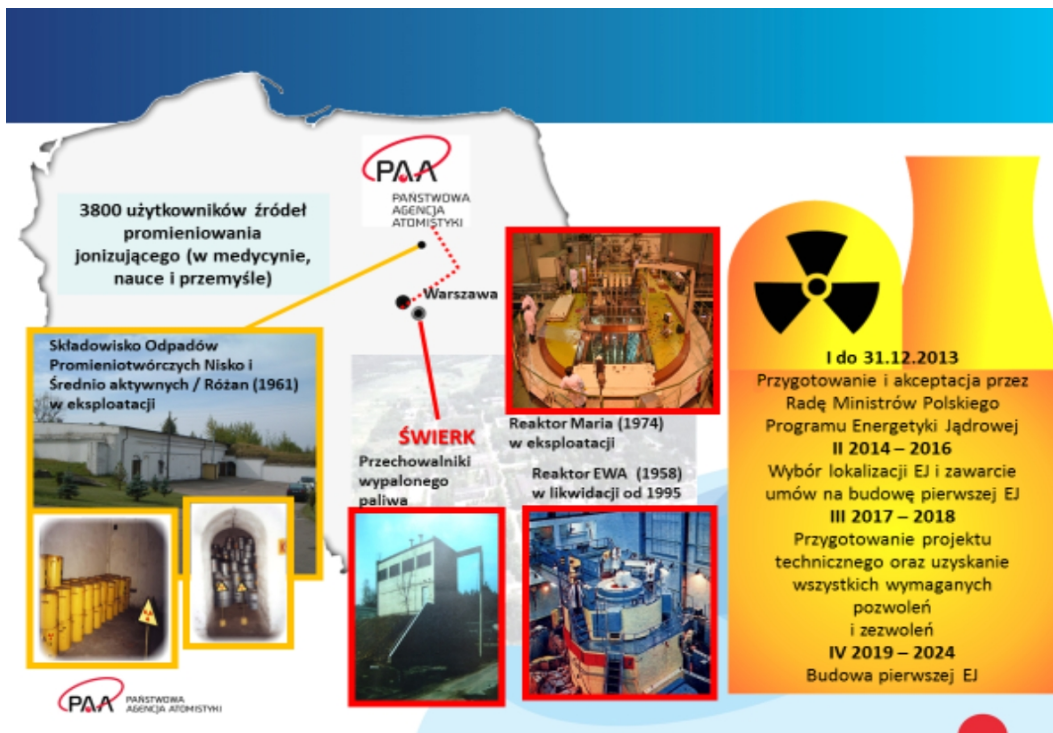 PAA
PAŃSTWOWA
AGENCJA
ATOMISTYKI
3800 użytkowników źródeł
promieniowania
jonizującego (w medycynie,
nauce i przemyśle)
Warszawa
Składowisko Odpadów
Promieniotwórczych Nisko i
Średnio aktywnych / Różan (1961)
w eksploatacji
ŚWIERK
Przechowalniki
wypalonego
paliwa
Reaktor Maria (1974)
w eksploatacji
Reaktor EWA (1958)
w likwidacji od 1995
I do 31.12.2013
Przygotowanie i akceptacja przez
Radę Ministrów Polskiego
Programu Energetyki Jądrowej
II 2014 – 2016
Wybór lokalizacji EJ i zawarcie
umów na budowę pierwszej EJ
III 2017 – 2018
Przygotowanie projektu
technicznego oraz uzyskanie
wszystkich wymaganych
pozwoleń
i zezwoleń
IV 2019 – 2024
Budowa pierwszej EJ
PAA
PAŃSTWOWA
AGENCJA ATOMISTYKI